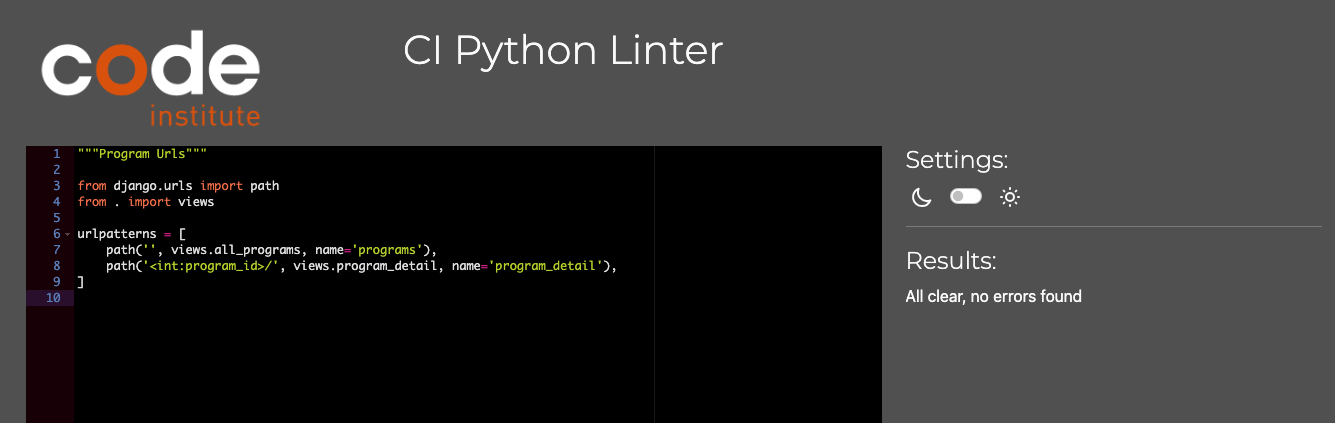 code
institute
CI Python Linter
1 """Program Urls"""
2
3 from django.urls import path
4 from . import views
5
6 urlpatterns = [
7     path('', views.all_programs, name='programs'),
8     path('<int:program_id>/', views.program_detail, name='program_detail'),
9 ]
10
Settings:
Results:
All clear, no errors found